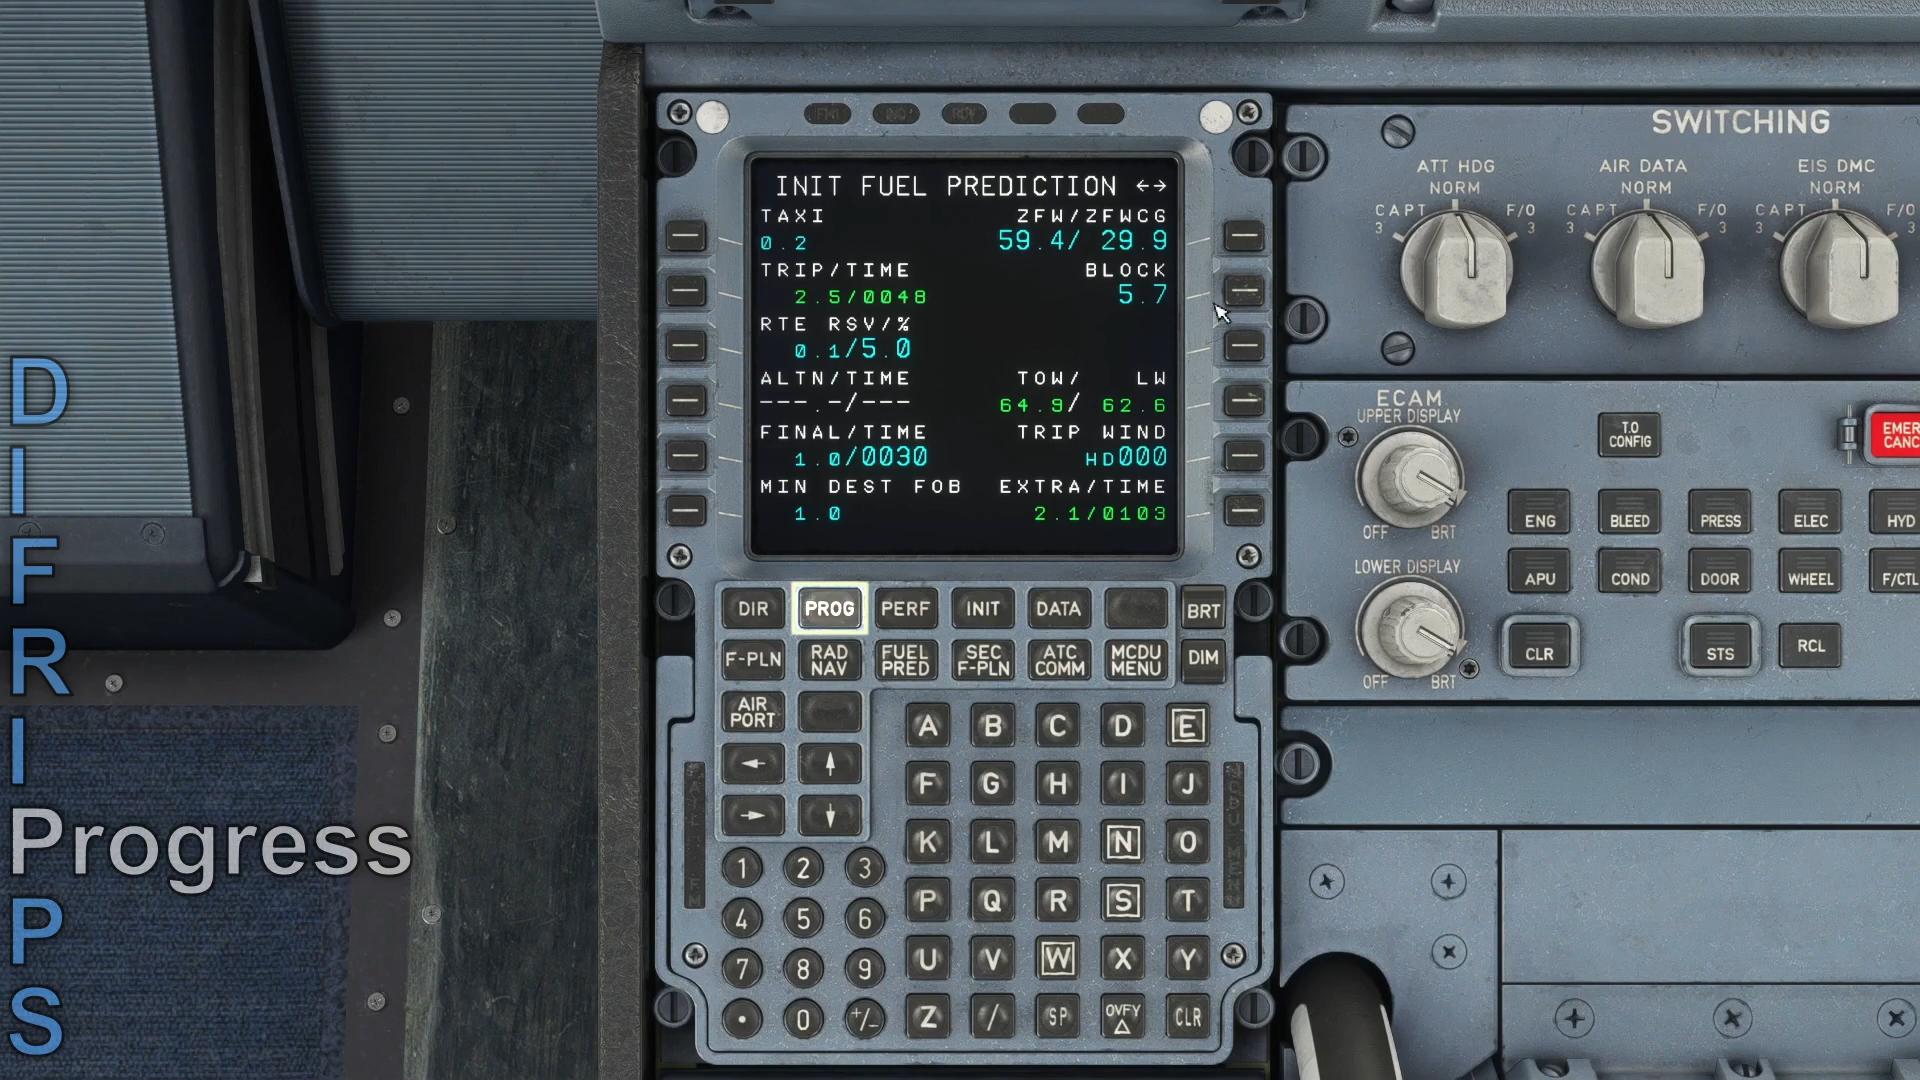 D
I
F
R
I
Progress
P
S
INIT FUEL PREDICTION ←→
TAXI ZFW/ZFWCG
0.2 59.4/ 29.9
TRIP/TIME BLOCK
2.5/0048 5.7
RTE RSV/%
0.1/5.0
ALTN/TIME TOW/ LW
---.-/--- 64.9/ 62.6
FINAL/TIME TRIP WIND
1.0/0030 HD000
MIN DEST FOB EXTRA/TIME
1.0 2.1/0103
DIR PROG PERF INIT DATA BRT
F-PLN RAD NAV FUEL PRED SEC F-PLN ATC COMM MCDU MENU DIM
AIR PORT
← ↑
→ ↓
A B C D E
F G H I J
K L M N O
P Q R S T
U V W X Y
Z / SP OVFY △ CLR
1 2 3
4 5 6
7 8 9
. 0 +/-
SWITCHING
ATT HDG AIR DATA EIS DMC
NORM NORM NORM
CAPT 3 F/O 3 CAPT 3 F/O 3 CAPT 3 F/O 3
ECAM
UPPER DISPLAY
OFF BRT
LOWER DISPLAY
OFF BRT
T.O CONFIG
EMER CANC
ENG BLEED PRESS ELEC HYD
APU COND DOOR WHEEL F/CTL
CLR STS RCL